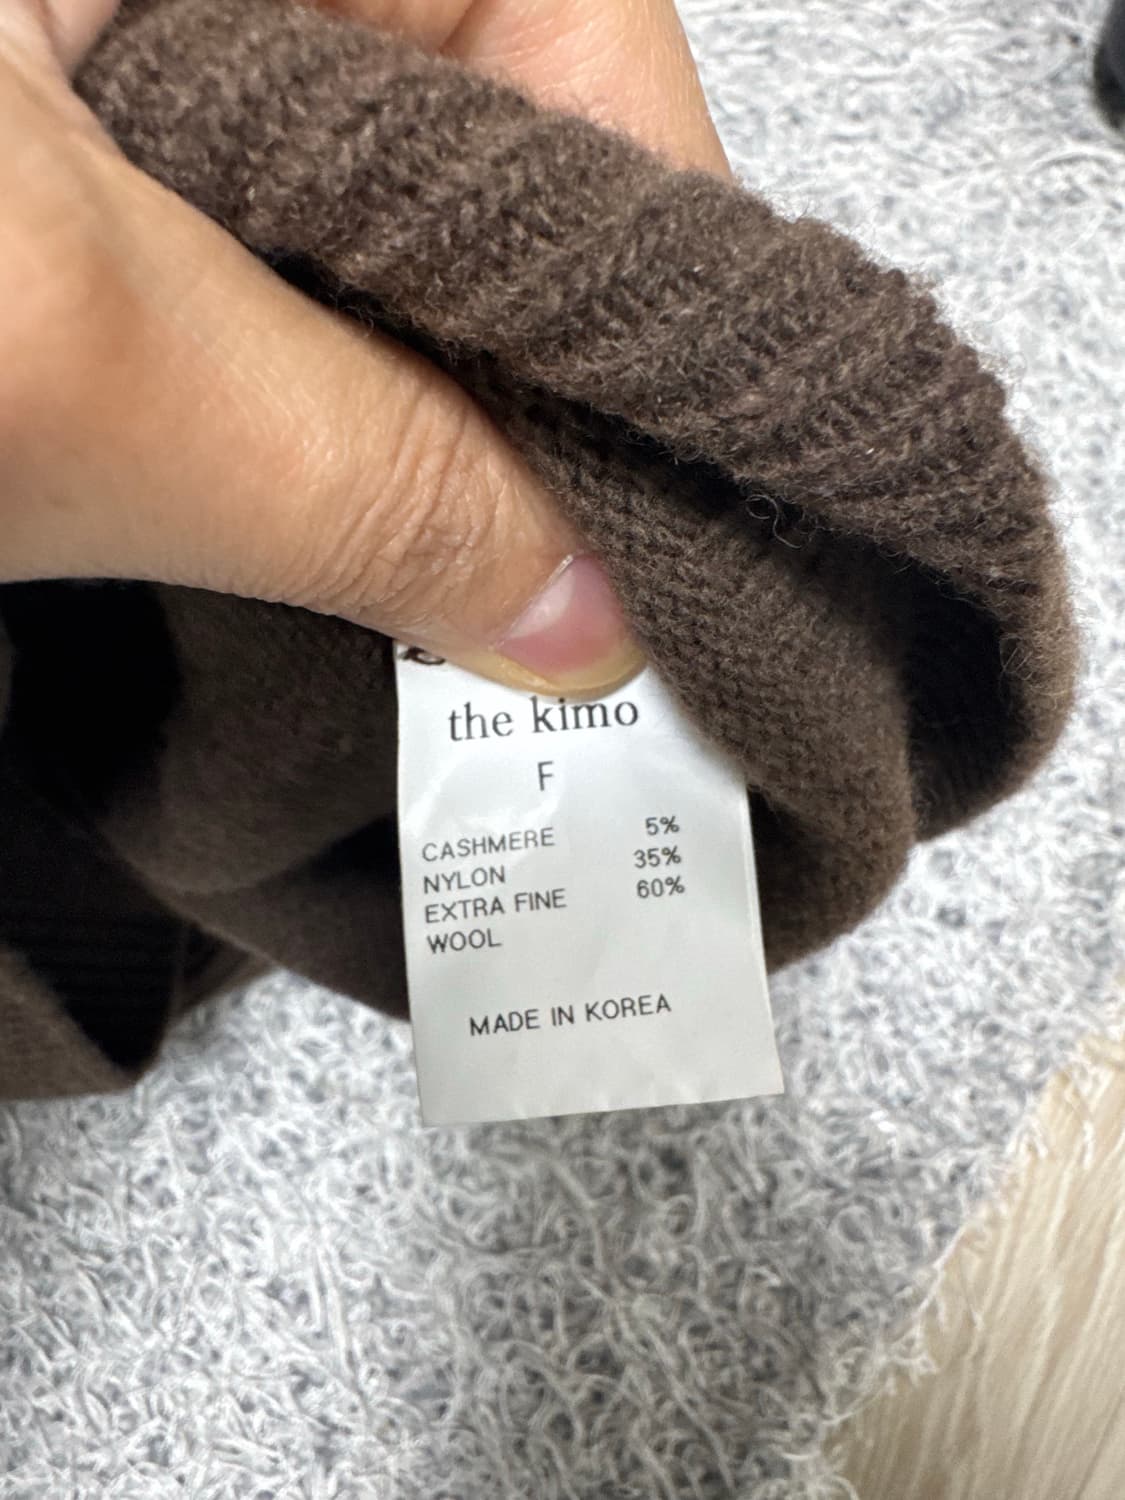 the kimo
F
CASHMERE 5%
NYLON 35%
EXTRA FINE 60%
WOOL
MADE IN KOREA